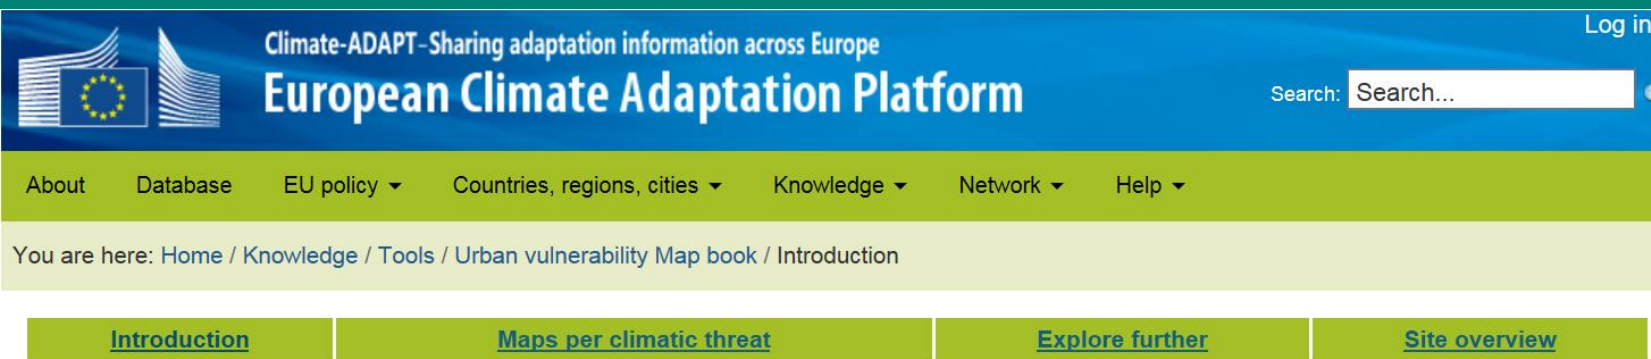 Log in
Climate-ADAPT-Sharing adaptation information across Europe
European Climate Adaptation Platform
Search: Search...
About Database EU policy Countries, regions, cities Knowledge Network Help
You are here: Home / Knowledge / Tools / Urban vulnerability Map book / Introduction
Introduction Maps per climatic threat Explore further Site overview